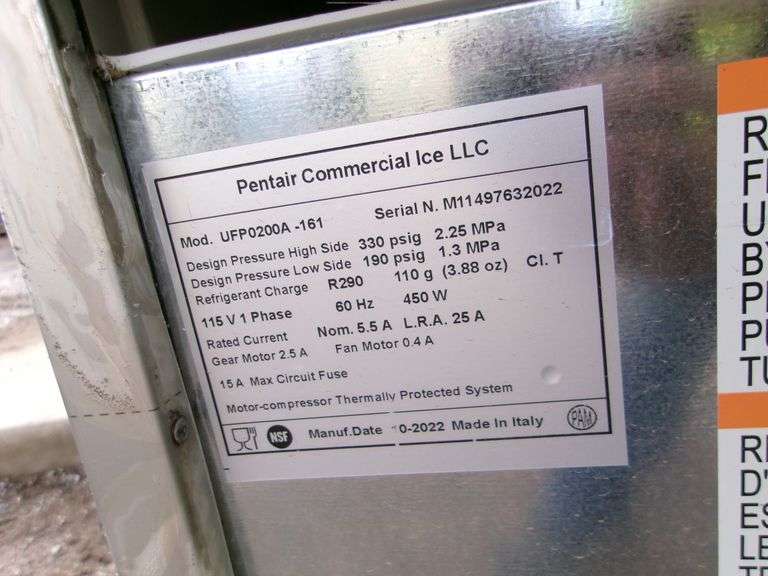 Pentair Commercial Ice LLC
Mod. UFP0200A -161 Serial N. M11497632022
Design Pressure High Side 330 psig 2.25 MPa
Design Pressure Low Side 190 psig 1.3 MPa
Refrigerant Charge R290 110 g (3.88 oz) Cl. T
115 V 1 Phase 60 Hz 450 W
Rated Current Nom. 5.5 A L.R.A. 25 A
Gear Motor 2.5 A Fan Motor 0.4 A
15 A Max Circuit Fuse
Motor-compressor Thermally Protected System
NSF Manuf.Date 0-2022 Made In Italy PAM